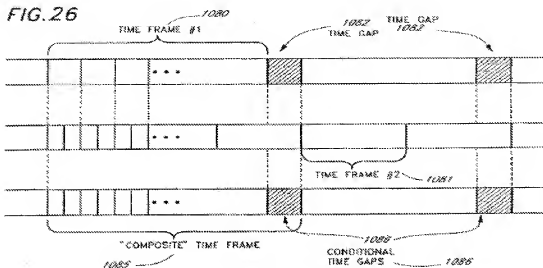 FIG.26
1080
TIME FRAME #1
1082 TIME GAP
TIME GAP 1082
TIME FRAME #2
1081
"COMPOSITE" TIME FRAME
1085
1086
CONDITIONAL
TIME GAPS
1086